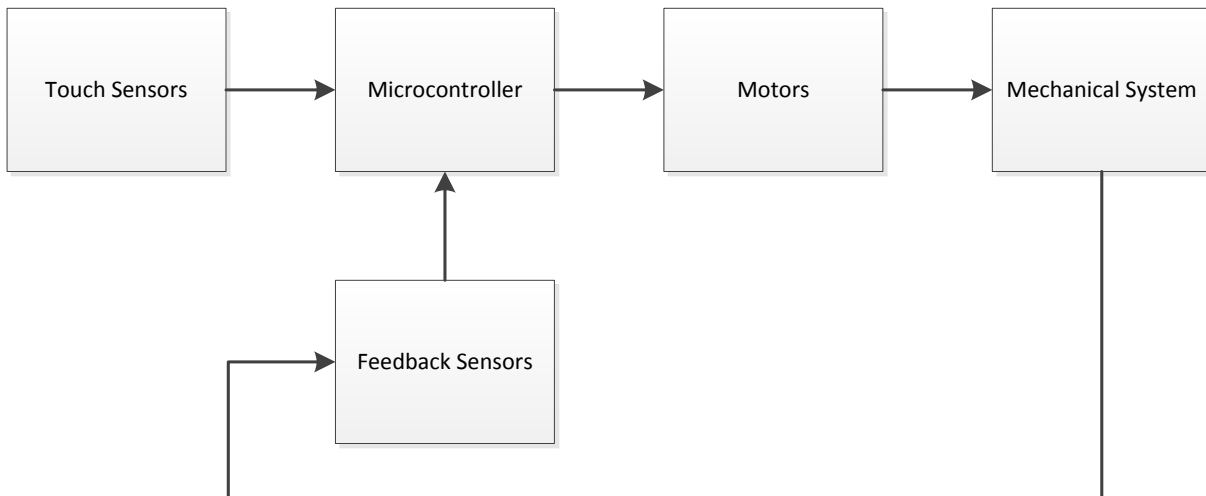 Touch Sensors
Microcontroller
Motors
Mechanical System
Feedback Sensors